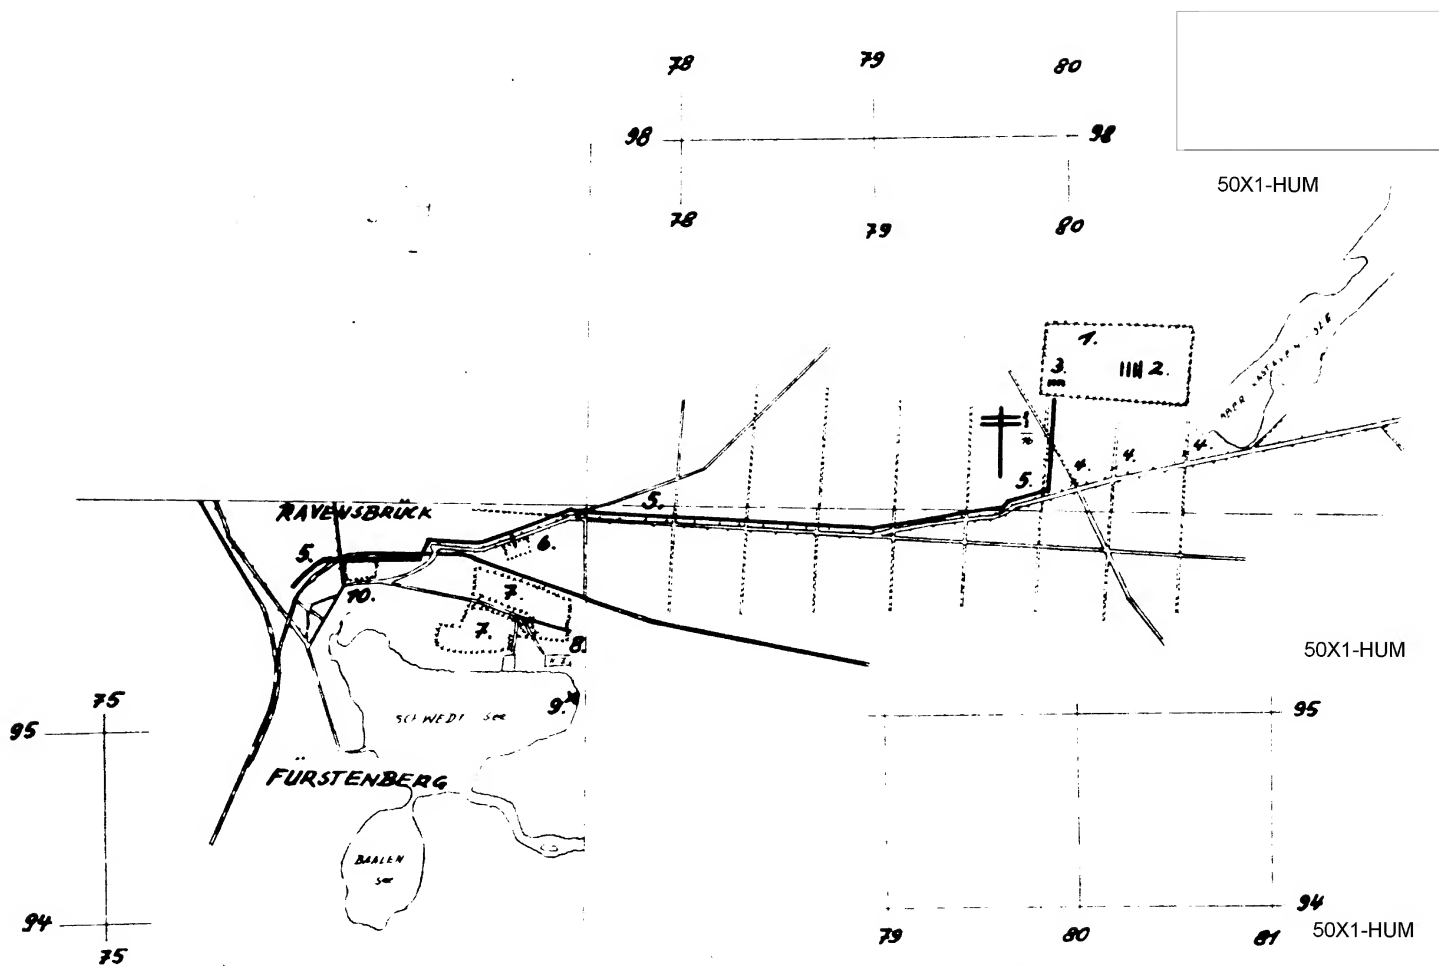 78 79 80
98 98
50X1-HUM
78 79 80
1.
3. 2.
4. 4. 4.
5. 5.
RAVENSBRÜCK
5. 6.
10. 7.
7. 8.
50X1-HUM
75
9.
SCHWEDT See
95 95
FÜRSTENBERG
BAALEN
See
94 94
75 79 80 81
50X1-HUM